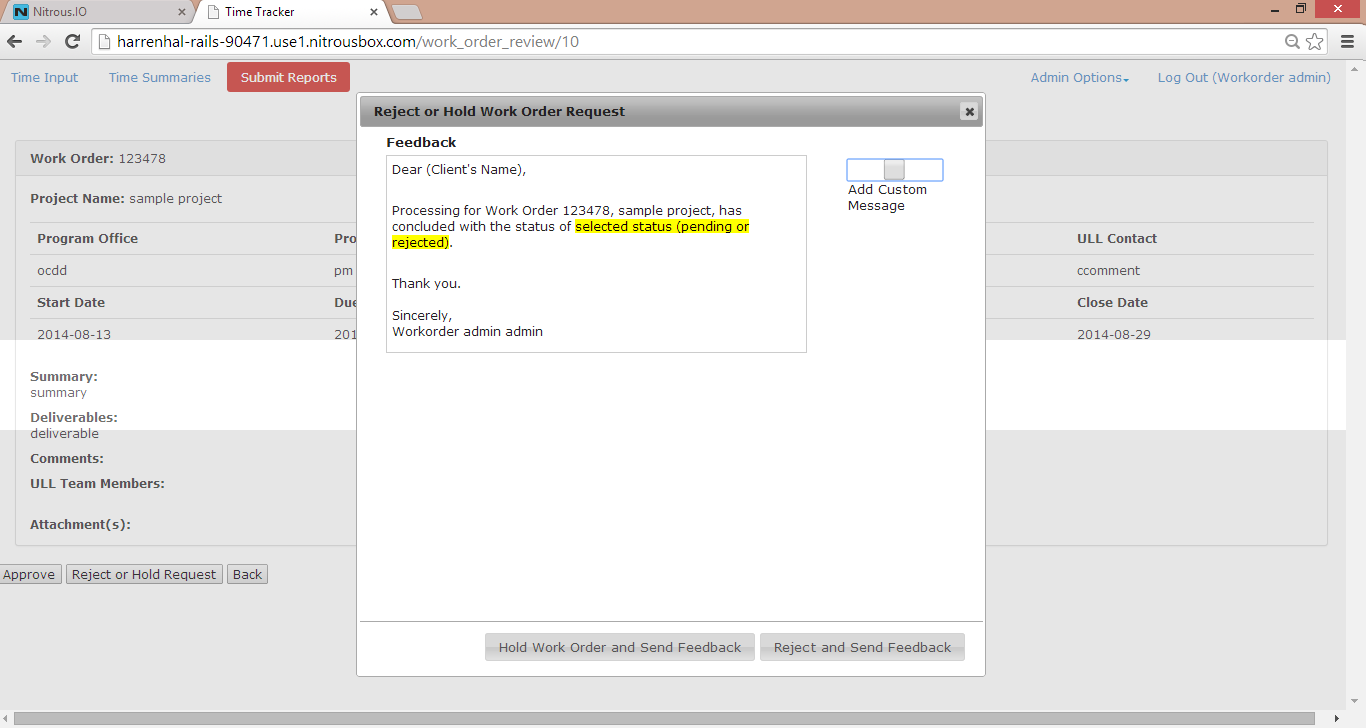 Nitrous.IO
Time Tracker
harrenhal-rails-90471.use1.nitrousbox.com/work_order_review/10
Time Input Time Summaries Submit Reports Admin Options Log Out (Workorder admin)
Reject or Hold Work Order Request
Feedback
Dear (Client's Name),
Processing for Work Order 123478, sample project, has
concluded with the status of selected status (pending or
rejected).
Thank you.
Sincerely,
Workorder admin admin
Add Custom
Message
Hold Work Order and Send Feedback Reject and Send Feedback
Work Order: 123478
Project Name: sample project
Program Office Pro ULL Contact
ocdd pm ccomment
Start Date Due Close Date
2014-08-13 201 2014-08-29
Summary:
summary
Deliverables:
deliverable
Comments:
ULL Team Members:
Attachment(s):
Approve Reject or Hold Request Back